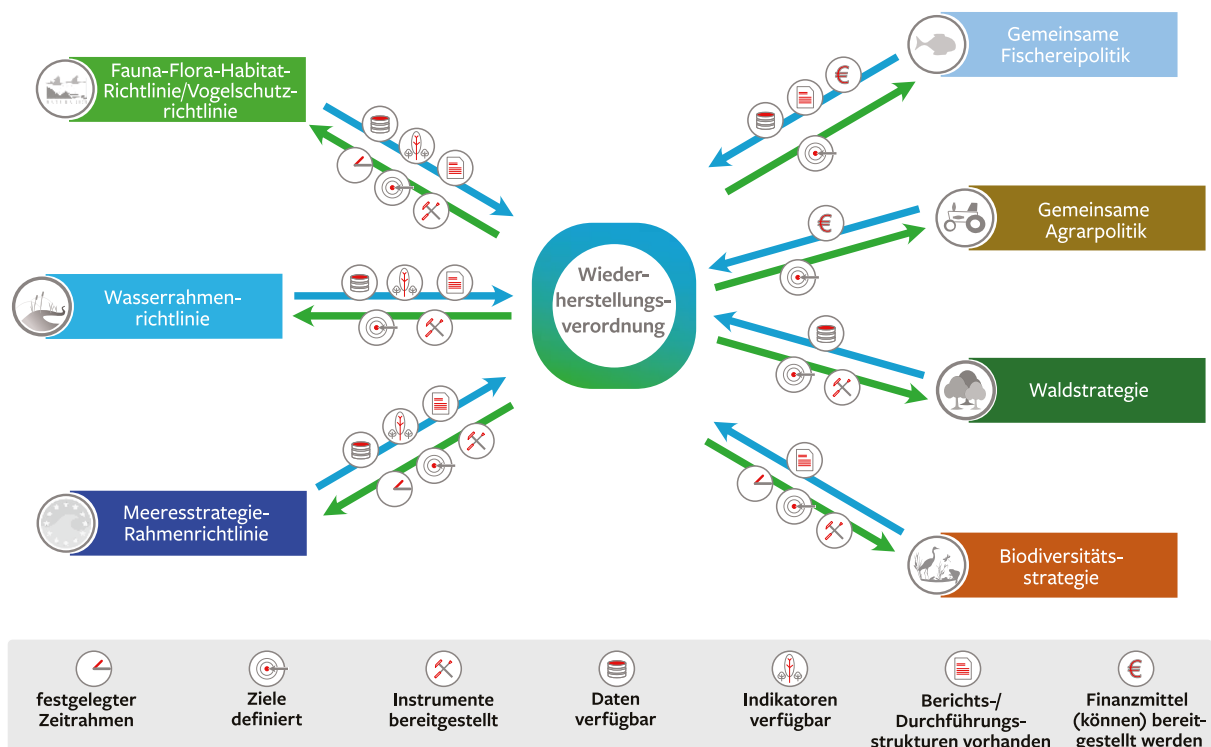 Fauna-Flora-Habitat-
Richtlinie/Vogelschutz-
richtlinie
Wasserrahmen-
richtlinie
Meeresstrategie-
Rahmenrichtlinie
Wieder-
herstellungs-
verordnung
Gemeinsame
Fischereipolitik
Gemeinsame
Agrarpolitik
Waldstrategie
Biodiversitäts-
strategie
festgelegter
Zeitrahmen
Ziele
definiert
Instrumente
bereitgestellt
Daten
verfügbar
Indikatoren
verfügbar
Berichts-/
Durchführungs-
strukturen vorhanden
Finanzmittel
(können) bereit-
gestellt werden